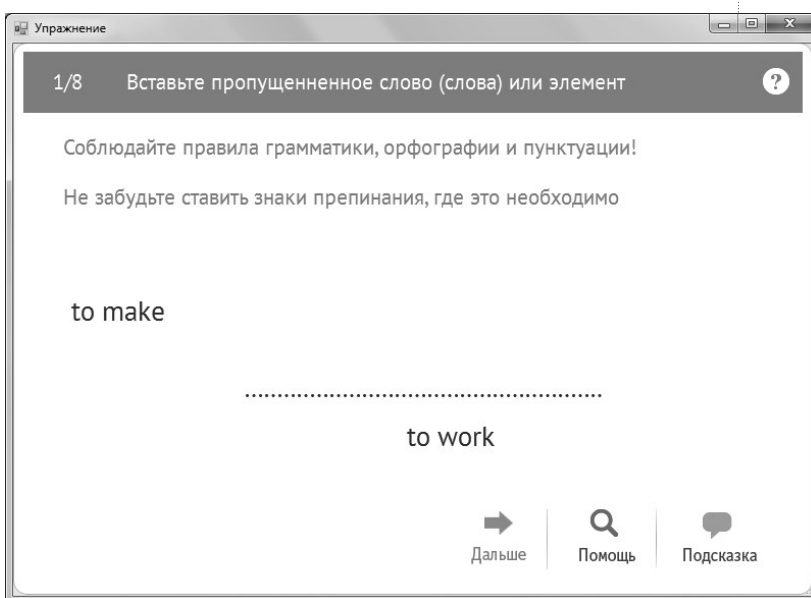 Упражнение
1/8 Вставьте пропущенненное слово (слова) или элемент ?
Соблюдайте правила грамматики, орфографии и пунктуации!
Не забудьте ставить знаки препинания, где это необходимо
to make
......................................................
to work
Дальше Помощь Подсказка